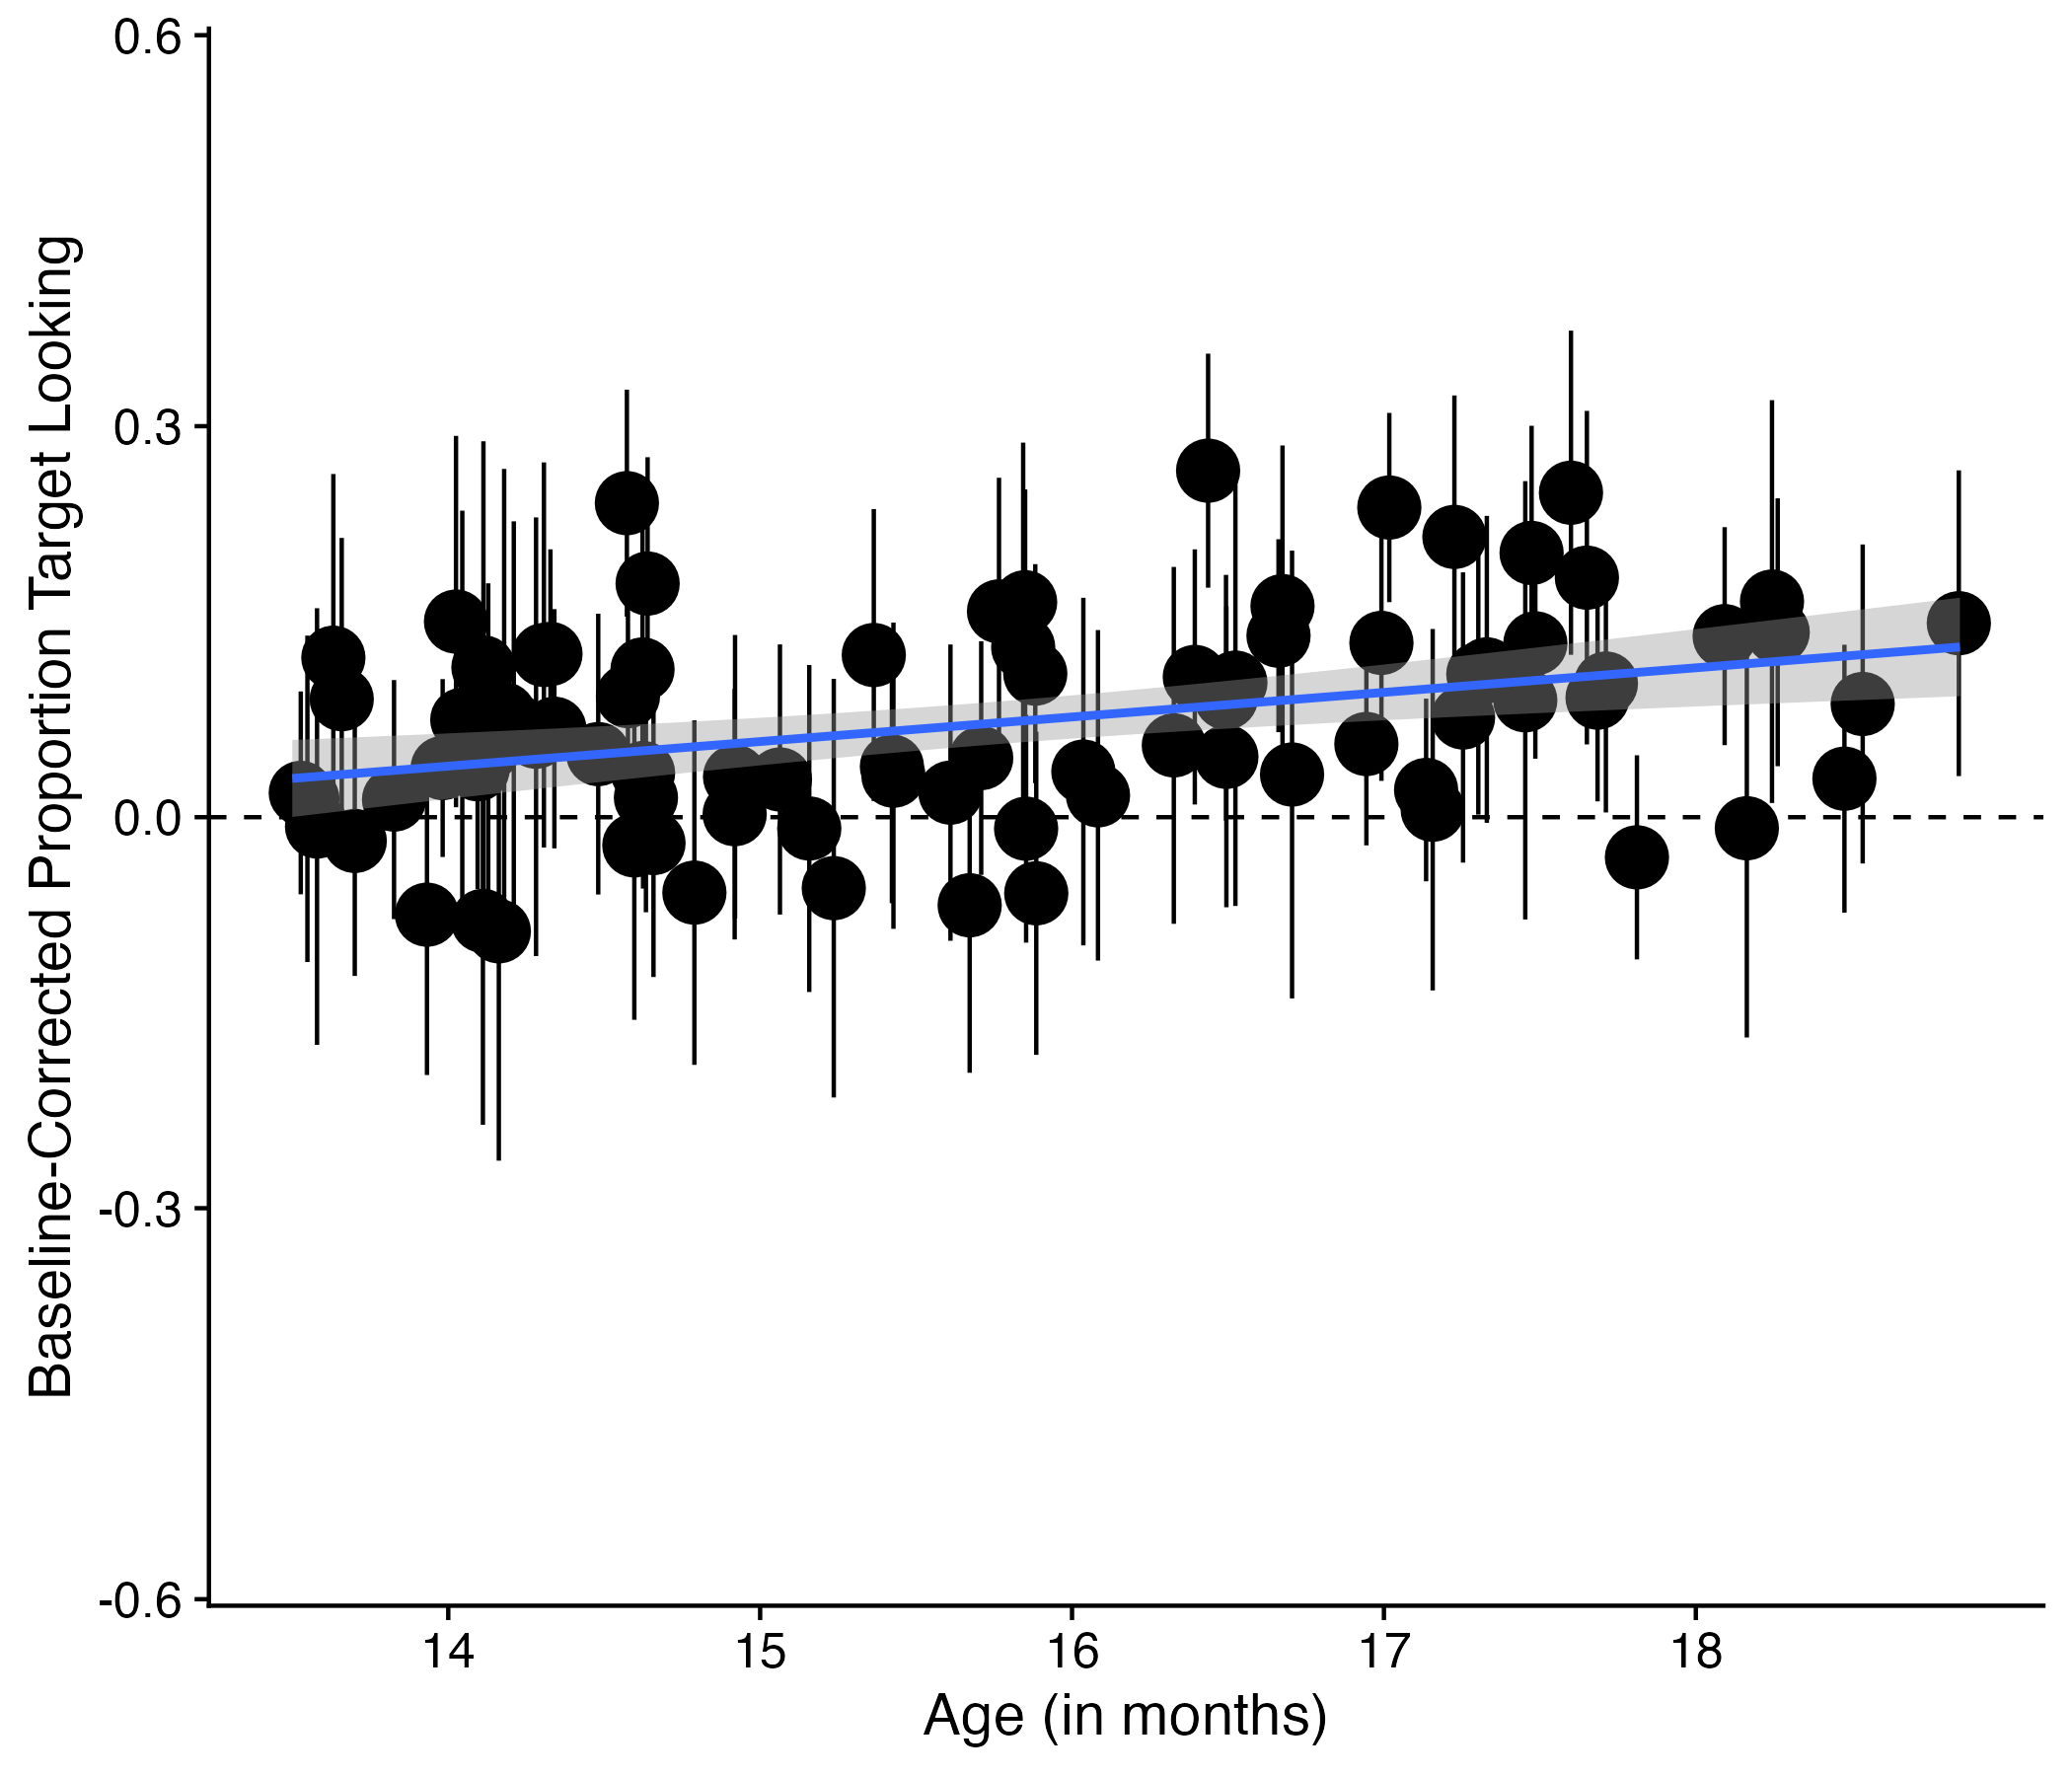 Baseline-Corrected Proportion Target Looking
0.6
0.3
0.0
-0.3
-0.6
14 15 16 17 18
Age (in months)